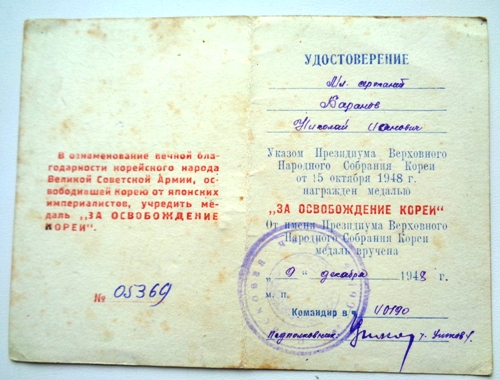 В ознаменование вечной бла-
годарности корейского народа
Великой Советской Армии, ос-
вободившей Корею от японских
империалистов, учредить ме-
даль „ЗА ОСВОБОЖДЕНИЕ
КОРЕИ“.
№ 05369
УДОСТОВЕРЕНИЕ
Мл. сержант
Баранов
Николай Иванович
Указом Президиума Верховного
Народного Собрания Кореи
от 15 октября 1948 г.
награжден медалью
„ЗА ОСВОБОЖДЕНИЕ КОРЕИ“
От имени Президиума Верховного
Народного Собрания Кореи
медаль вручена
„9“ декабря 1948 г.
м. п.
Командир в/ч 40190
Подполковник